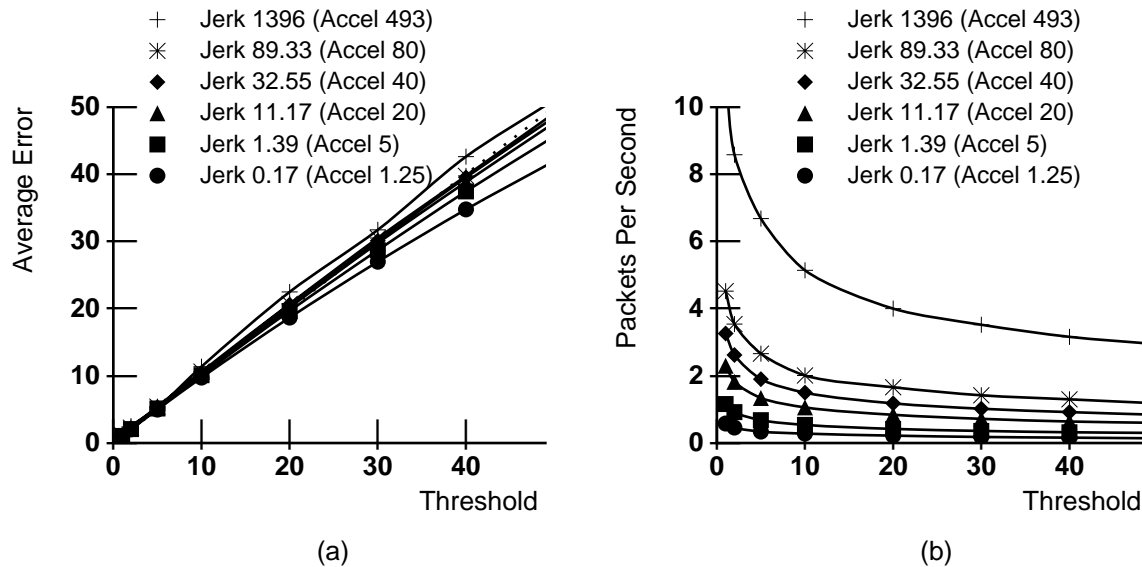 Jerk 1396 (Accel 493)
Jerk 89.33 (Accel 80)
Jerk 32.55 (Accel 40)
Jerk 11.17 (Accel 20)
Jerk 1.39 (Accel 5)
Jerk 0.17 (Accel 1.25)
Average Error
50
40
30
20
10
0
0 10 20 30 40
Threshold
(a)
Jerk 1396 (Accel 493)
Jerk 89.33 (Accel 80)
Jerk 32.55 (Accel 40)
Jerk 11.17 (Accel 20)
Jerk 1.39 (Accel 5)
Jerk 0.17 (Accel 1.25)
Packets Per Second
10
8
6
4
2
0
0 10 20 30 40
Threshold
(b)